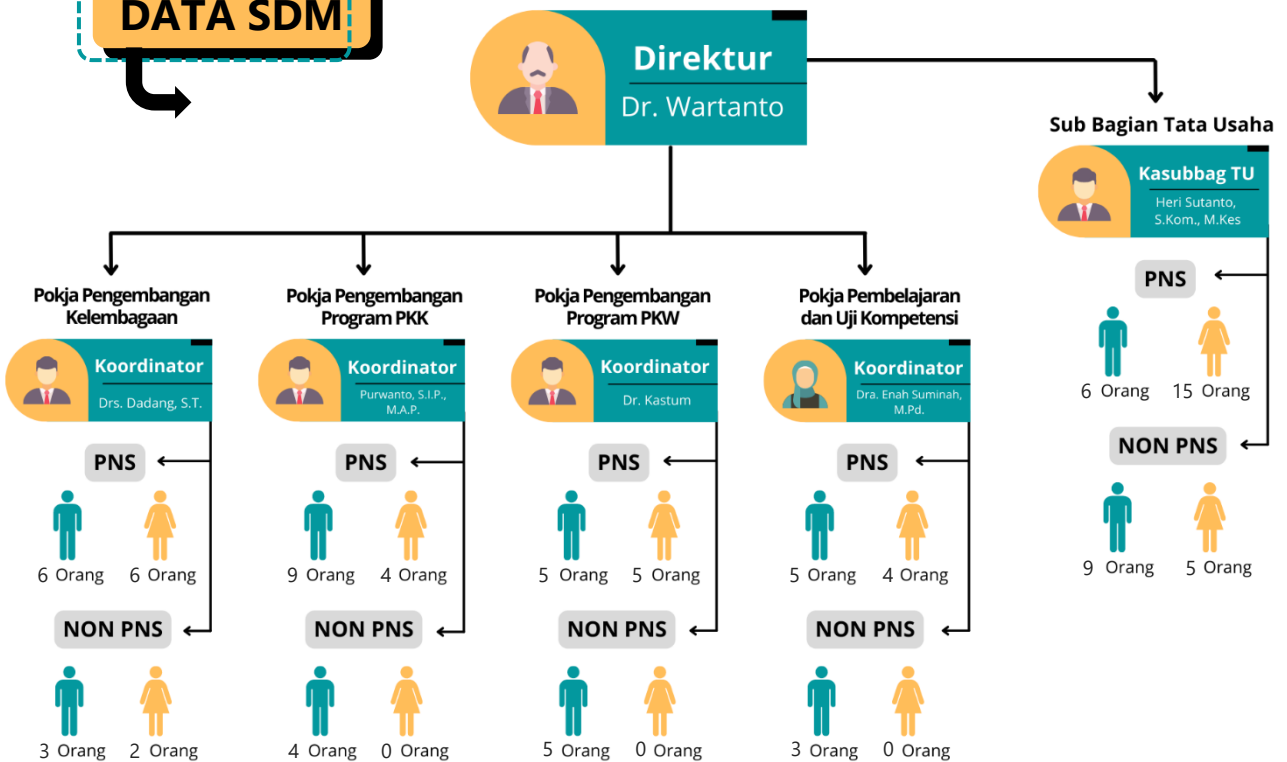 DATA SDM
Direktur
Dr. Wartanto
Sub Bagian Tata Usaha
Kasubbag TU
Heri Sutanto,
S.Kom., M.Kes
PNS
6 Orang
15 Orang
NON PNS
9 Orang
5 Orang
Pokja Pengembangan
Kelembagaan
Koordinator
Drs. Dadang, S.T.
PNS
6 Orang
6 Orang
NON PNS
3 Orang
2 Orang
Pokja Pengembangan
Program PKK
Koordinator
Purwanto, S.I.P.,
M.A.P.
PNS
9 Orang
4 Orang
NON PNS
4 Orang
0 Orang
Pokja Pengembangan
Program PKW
Koordinator
Dr. Kastum
PNS
5 Orang
5 Orang
NON PNS
5 Orang
0 Orang
Pokja Pembelajaran
dan Uji Kompetensi
Koordinator
Dra. Enah Suminah,
M.Pd.
PNS
5 Orang
4 Orang
NON PNS
3 Orang
0 Orang